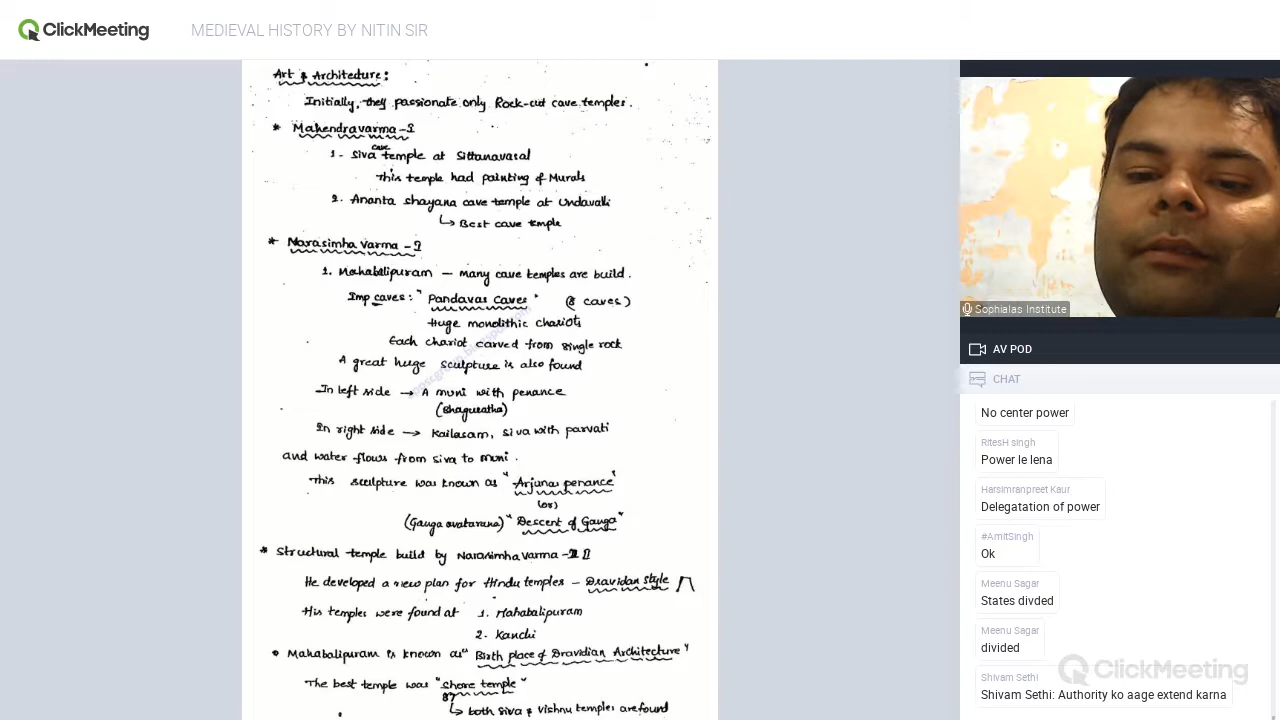 ClickMeeting
MEDIEVAL HISTORY BY NITIN SIR
Art & Architecture:
Initially, they passionate only Rock-cut cave temples.
* Mahendravarma-I
1. Siva cave temple at Sittanavasal
This temple had painting of Murals
2. Ananta shayana cave temple at Undavalli
↳ Best cave temple
* Narasimha Varma-I
1. Mahabalipuram — many cave temples are build.
Imp caves: "Pandavas Caves" (8 caves)
Huge monolithic chariots
Each chariot carved from single rock
A great huge sculpture is also found
In left side → A muni with penance
(Bhaguratha)
In right side → Kailasam, Siva with parvati
and water flows from Siva to muni.
This sculpture was known as "Arjunas penance"
(or)
(Ganga avatarana) "Descent of Ganga"
* Structural temple build by Narasimha Varma-II
He developed a new plan for Hindu temples - Dravidan style
His temples were found at 1. Mahabalipuram
2. Kanchi
* Mahabalipuram is known as "Birth place of Dravidian Architecture"
The best temple was "Shore temple"
↳ both Siva & Vishnu temples are found
Sophialas Institute
AV POD
CHAT
No center power
RitesH singh
Power le lena
Harsimranpreet Kaur
Delegatation of power
#AmitSingh
Ok
Meenu Sagar
States divded
Meenu Sagar
divided
Shivam Sethi
Shivam Sethi: Authority ko aage extend karna
ClickMeeting